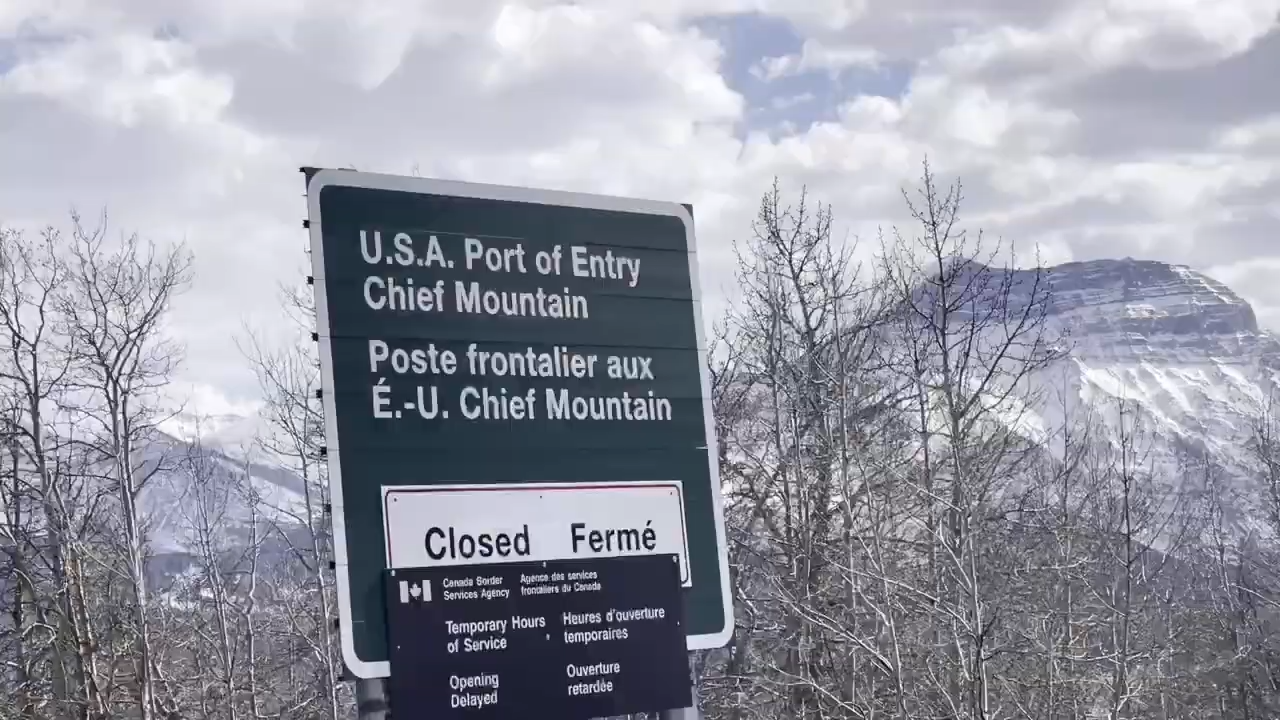 U.S.A. Port of Entry
Chief Mountain
Poste frontalier aux
É.-U. Chief Mountain
Closed Fermé
Canada Border
Services Agency
Agence des services
frontaliers du Canada
Temporary Hours
of Service
Heures d'ouverture
temporaires
Opening
Delayed
Ouverture
retardée